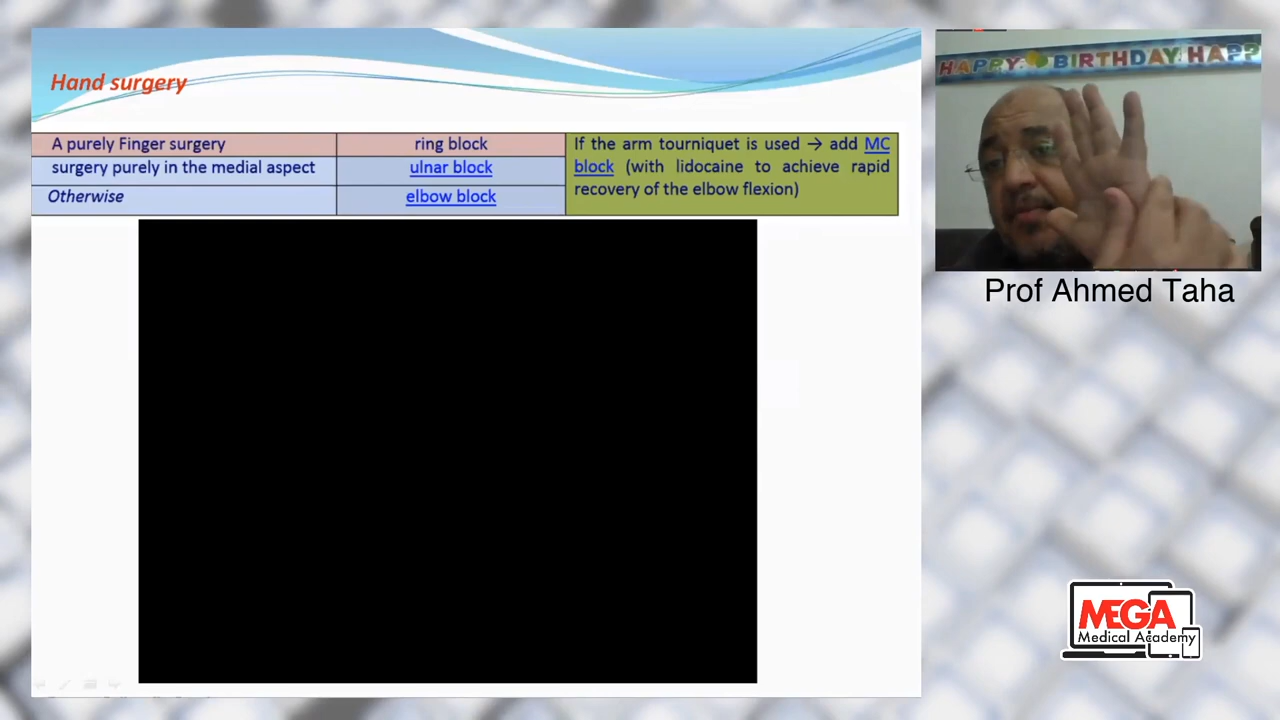 Hand surgery
A purely Finger surgery
ring block
surgery purely in the medial aspect
ulnar block
Otherwise
elbow block
If the arm tourniquet is used → add MC
block (with lidocaine to achieve rapid
recovery of the elbow flexion)
HAPPY BIRTHDAY HAPP
Prof Ahmed Taha
MEGA
Medical Academy